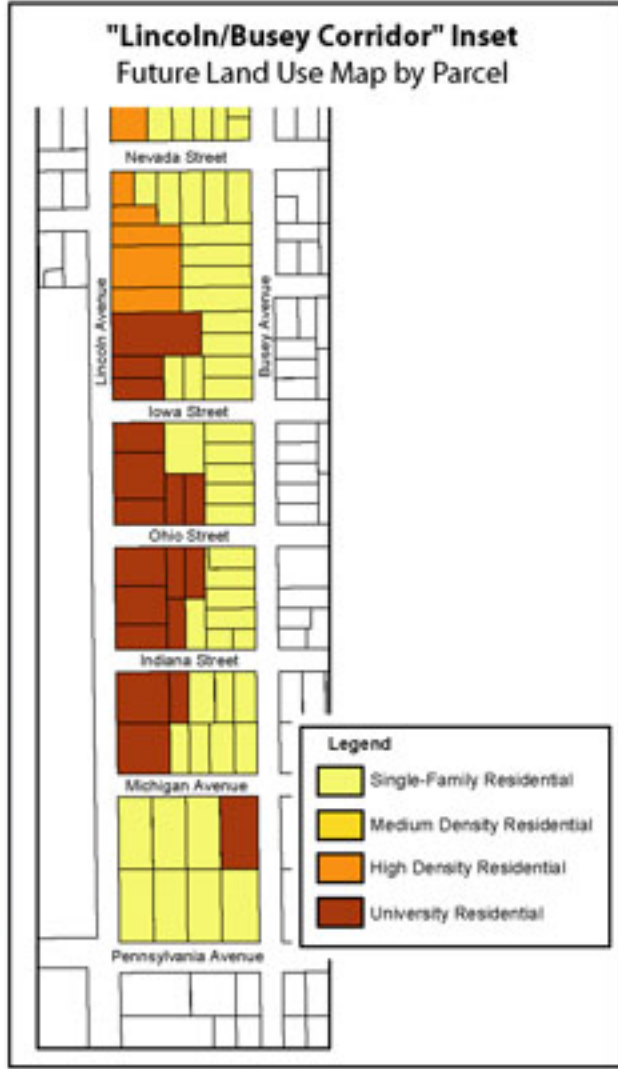 "Lincoln/Busey Corridor" Inset
Future Land Use Map by Parcel
Nevada Street
Lincoln Avenue
Busey Avenue
Iowa Street
Ohio Street
Indiana Street
Michigan Avenue
Pennsylvania Avenue
Legend
Single-Family Residential
Medium Density Residential
High Density Residential
University Residential